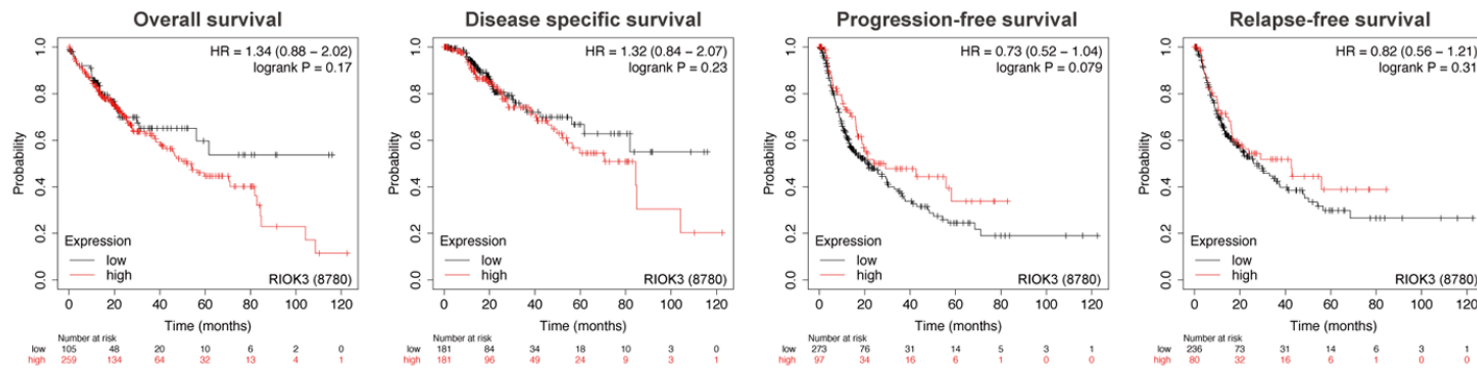 Overall survival
HR = 1.34 (0.88 – 2.02)
logrank P = 0.17
Probability
1.0
0.8
0.6
0.4
0.2
0.0
Expression
low
high
RIOK3 (8780)
0 20 40 60 80 100 120
Time (months)
Number at risk
low 105 48 20 10 6 2 0
high 259 134 64 32 13 4 1
Disease specific survival
HR = 1.32 (0.84 – 2.07)
logrank P = 0.23
Probability
1.0
0.8
0.6
0.4
0.2
0.0
Expression
low
high
RIOK3 (8780)
0 20 40 60 80 100 120
Time (months)
Number at risk
low 181 84 34 18 10 3 0
high 181 96 49 24 9 3 1
Progression-free survival
HR = 0.73 (0.52 – 1.04)
logrank P = 0.079
Probability
1.0
0.8
0.6
0.4
0.2
0.0
Expression
low
high
RIOK3 (8780)
0 20 40 60 80 100 120
Time (months)
Number at risk
low 273 76 31 14 5 3 1
high 97 34 16 6 1 0 0
Relapse-free survival
HR = 0.82 (0.56 – 1.21)
logrank P = 0.31
Probability
1.0
0.8
0.6
0.4
0.2
0.0
Expression
low
high
RIOK3 (8780)
0 20 40 60 80 100 120
Time (months)
Number at risk
low 236 73 31 14 6 3 1
high 80 32 16 6 1 0 0